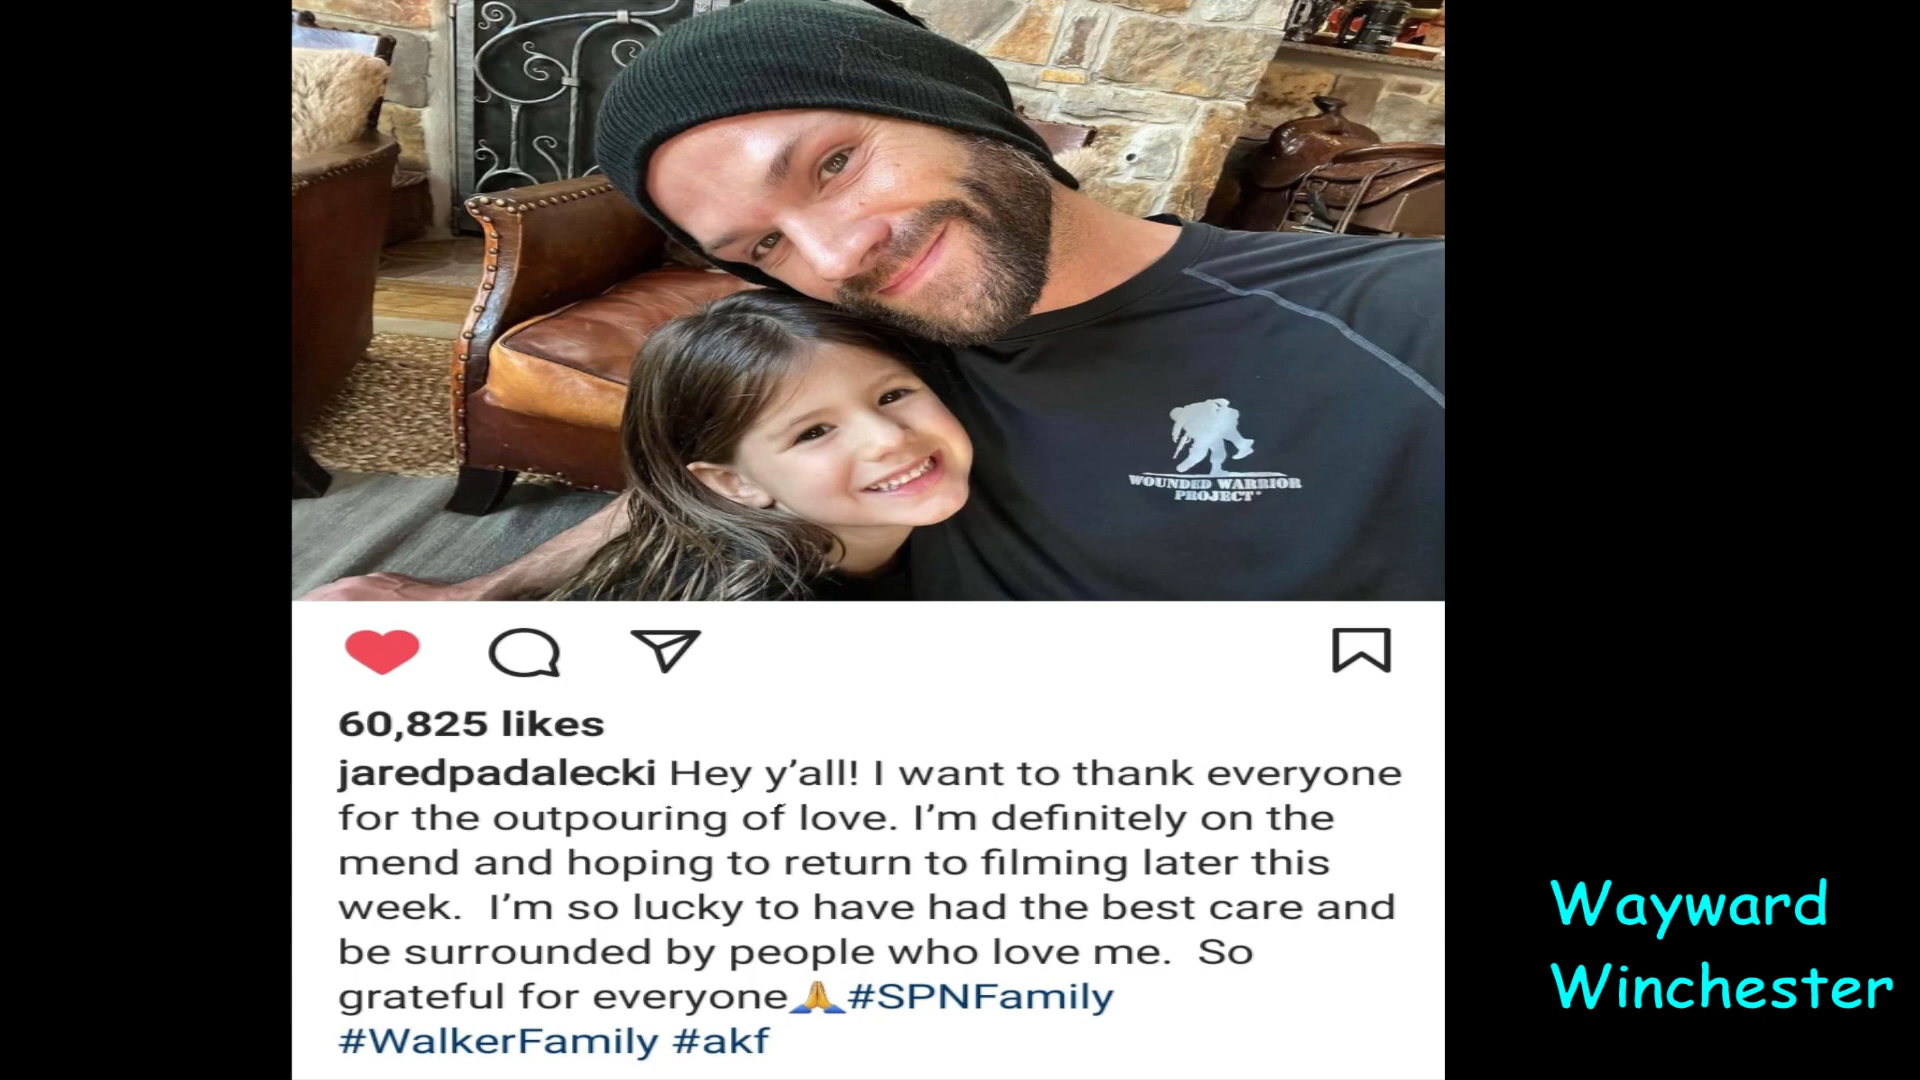 WOUNDED WARRIOR
PROJECT
60,825 likes
jaredpadalecki Hey y’all! I want to thank everyone
for the outpouring of love. I’m definitely on the
mend and hoping to return to filming later this
week.  I’m so lucky to have had the best care and
be surrounded by people who love me.  So
grateful for everyone🙏#SPNFamily
#WalkerFamily #akf
Wayward
Winchester